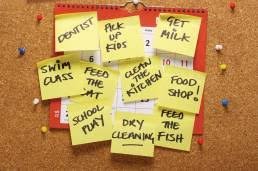 DENTIST
PICK
UP
KIDS
GET
MILK
SWIM
CLASS
FEED
THE
CAT
CLEAN
THE
KITCHEN
FOOD
SHOP!
SCHOOL
PLAY
DRY
CLEANING
FEED
THE
FISH